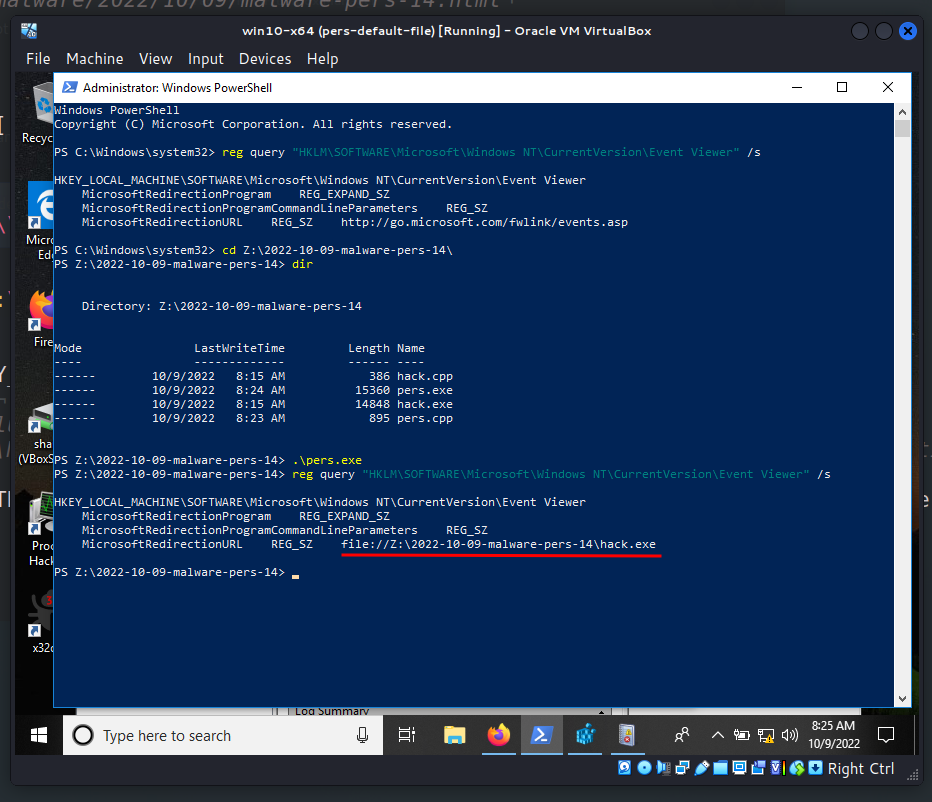 malware/2022/10/09/malware-pers-14.html
win10-x64 (pers-default-file) [Running] - Oracle VM VirtualBox
File Machine View Input Devices Help
Administrator: Windows PowerShell
Windows PowerShell
Copyright (C) Microsoft Corporation. All rights reserved.
PS C:\Windows\system32> reg query "HKLM\SOFTWARE\Microsoft\Windows NT\CurrentVersion\Event Viewer" /s
HKEY_LOCAL_MACHINE\SOFTWARE\Microsoft\Windows NT\CurrentVersion\Event Viewer
MicrosoftRedirectionProgram REG_EXPAND_SZ
MicrosoftRedirectionProgramCommandLineParameters REG_SZ
MicrosoftRedirectionURL REG_SZ http://go.microsoft.com/fwlink/events.asp
PS C:\Windows\system32> cd Z:\2022-10-09-malware-pers-14\
PS Z:\2022-10-09-malware-pers-14> dir
Directory: Z:\2022-10-09-malware-pers-14
Mode LastWriteTime Length Name
---- ------------- ------ ----
------ 10/9/2022 8:15 AM 386 hack.cpp
------ 10/9/2022 8:24 AM 15360 pers.exe
------ 10/9/2022 8:15 AM 14848 hack.exe
------ 10/9/2022 8:23 AM 895 pers.cpp
PS Z:\2022-10-09-malware-pers-14> .\pers.exe
PS Z:\2022-10-09-malware-pers-14> reg query "HKLM\SOFTWARE\Microsoft\Windows NT\CurrentVersion\Event Viewer" /s
HKEY_LOCAL_MACHINE\SOFTWARE\Microsoft\Windows NT\CurrentVersion\Event Viewer
MicrosoftRedirectionProgram REG_EXPAND_SZ
MicrosoftRedirectionProgramCommandLineParameters REG_SZ
MicrosoftRedirectionURL REG_SZ file://Z:\2022-10-09-malware-pers-14\hack.exe
PS Z:\2022-10-09-malware-pers-14>
Recyc
Micro
Ed
Fire
sha
(VBoxS
Proc
Hack
x32d
Log Summary
Type here to search
8:25 AM
10/9/2022
Right Ctrl